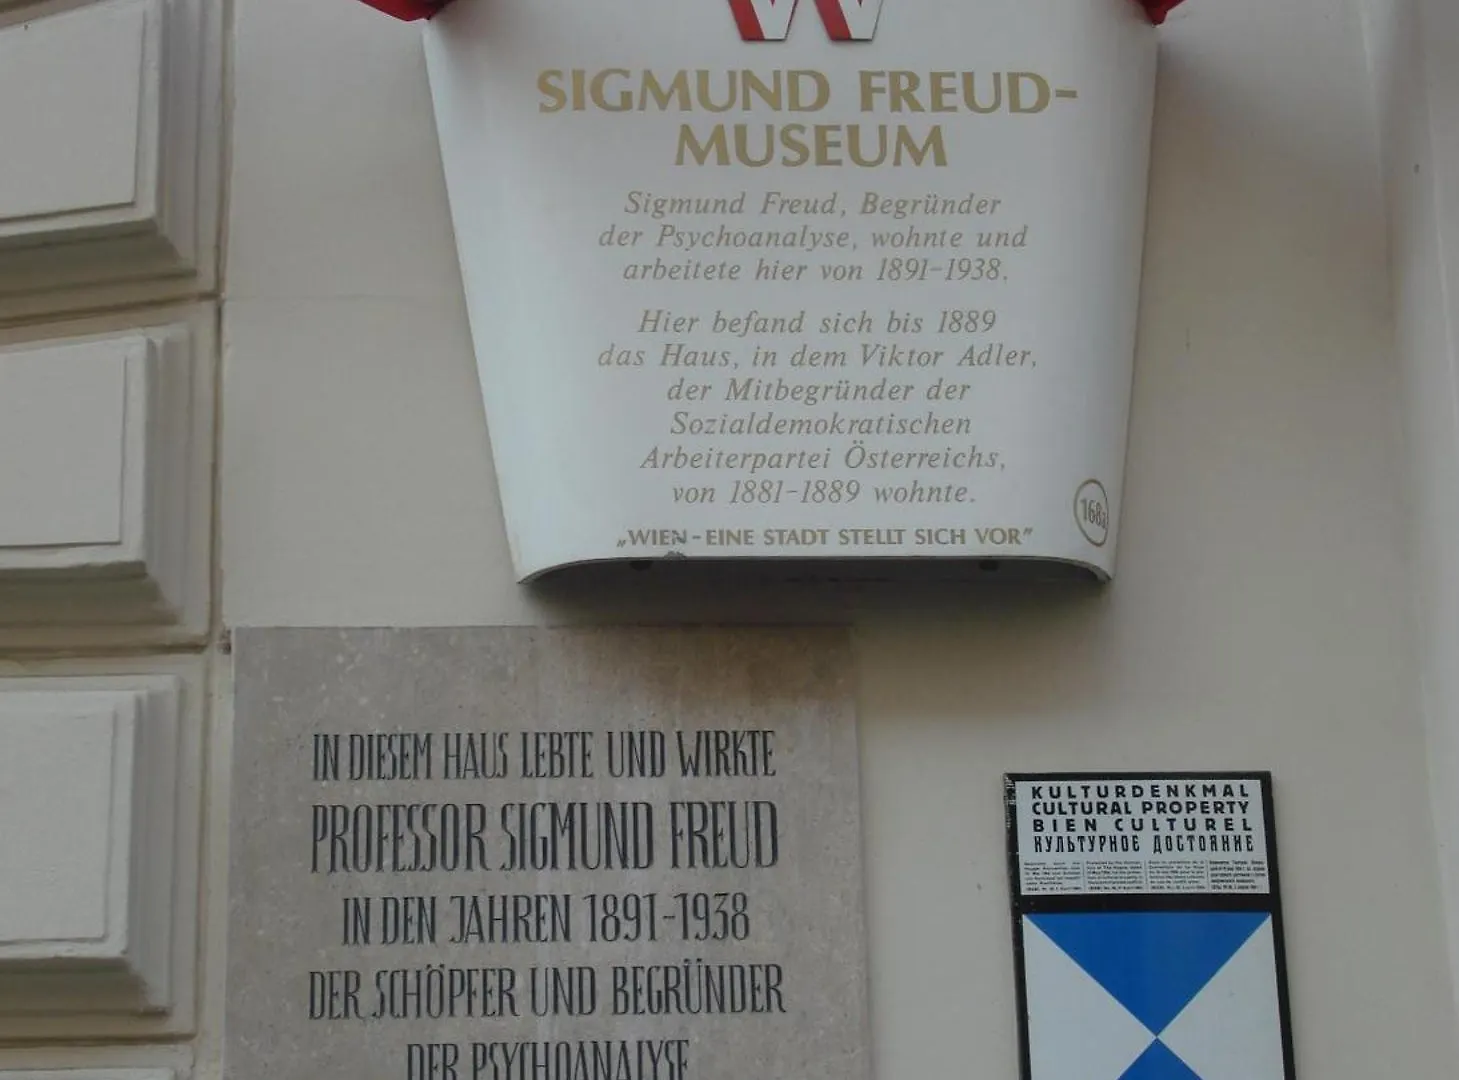 W
SIGMUND FREUD-
MUSEUM
Sigmund Freud, Begründer
der Psychoanalyse, wohnte und
arbeitete hier von 1891-1938.
Hier befand sich bis 1889
das Haus, in dem Viktor Adler,
der Mitbegründer der
Sozialdemokratischen
Arbeiterpartei Österreichs,
von 1881-1889 wohnte.
168a
„WIEN - EINE STADT STELLT SICH VOR"
IN DIESEM HAUS LEBTE UND WIRKTE
PROFESSOR SIGMUND FREUD
IN DEN JAHREN 1891-1938
DER SCHÖPFER UND BEGRÜNDER
DER PSYCHOANALYSE
KULTURDENKMAL
CULTURAL PROPERTY
BIEN CULTUREL
КУЛЬТУРНОЕ ДОСТОЯНИЕ